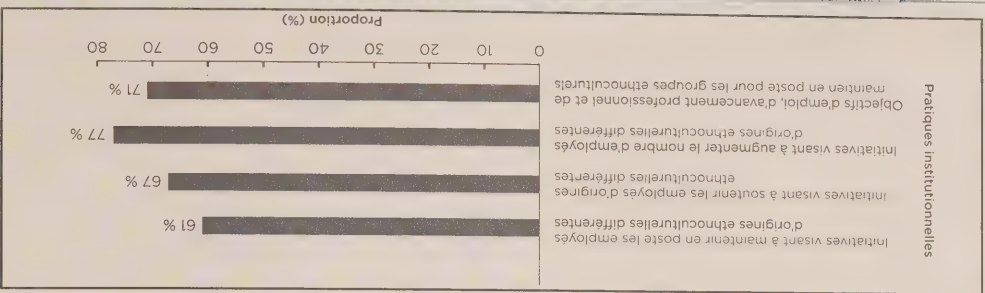 Pratiques institutionnelles
Initiatives visant à maintenir en poste les employés
d'origines ethnoculturelles différentes
61 %
Initiatives visant à soutenir les employés d'origines
ethnoculturelles différentes
67 %
Initiatives visant à augmenter le nombre d'employés
d'origines ethnoculturelles différentes
77 %
Objectifs d'emploi, d'avancement professionnel et de
maintien en poste pour les groupes ethnoculturels
71 %
0 10 20 30 40 50 60 70 80
Proportion (%)